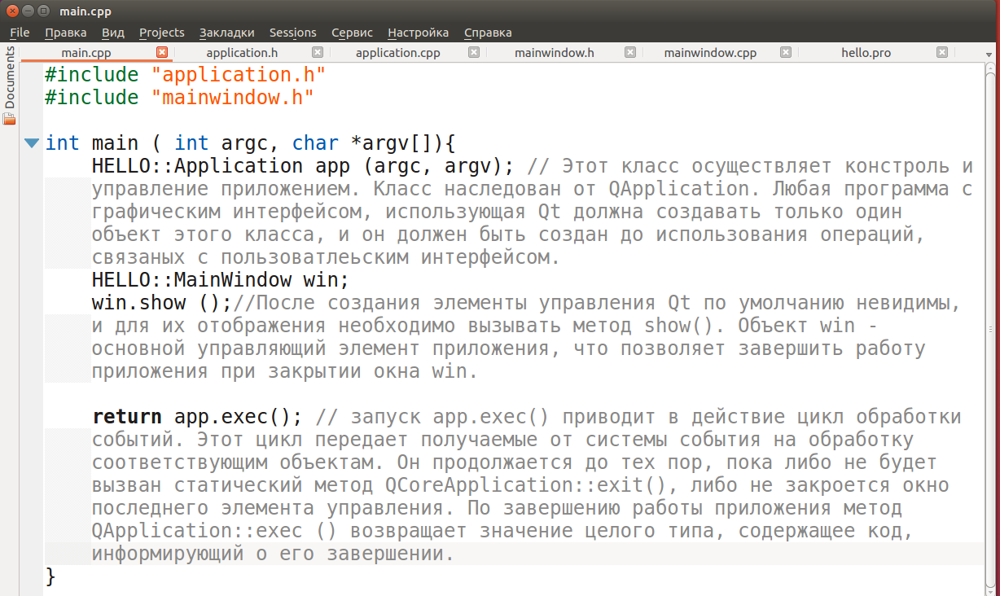 main.cpp
File Правка Вид Projects Закладки Sessions Сервис Настройка Справка
main.cpp application.h application.cpp mainwindow.h mainwindow.cpp hello.pro
Documents
#include "application.h"
#include "mainwindow.h"
int main ( int argc, char *argv[]){
HELLO::Application app (argc, argv); // Этот класс осуществляет констроль и
управление приложением. Класс наследован от QApplication. Любая программа с
графическим интерфейсом, использующая Qt должна создавать только один
объект этого класса, и он должен быть создан до использования операций,
связаных с пользоватлеьским интерфейсом.
HELLO::MainWindow win;
win.show ();//После создания элементы управления Qt по умолчанию невидимы,
и для их отображения необходимо вызывать метод show(). Объект win -
основной управляющий элемент приложения, что позволяет завершить работу
приложения при закрытии окна win.
return app.exec(); // запуск app.exec() приводит в действие цикл обработки
событий. Этот цикл передает получаемые от системы события на обработку
соответствующим объектам. Он продолжается до тех пор, пока либо не будет
вызван статический метод QCoreApplication::exit(), либо не закроется окно
последнего элемента управления. По завершению работы приложения метод
QApplication::exec () возвращает значение целого типа, содержащее код,
информирующий о его завершении.
}